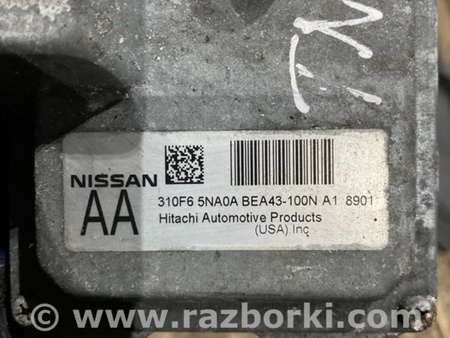 NISSAN
AA
310F6 5NA0A BEA43-100N A1 8901
Hitachi Automotive Products
(USA).Inc
© www.razborki.com